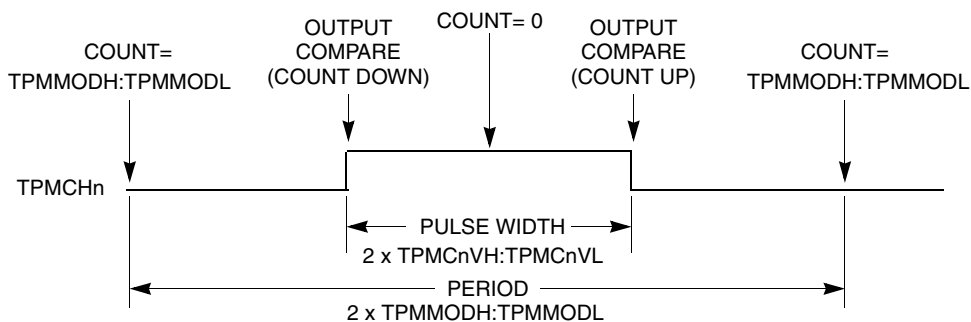 COUNT=
TPMMODH:TPMMODL
OUTPUT
COMPARE
(COUNT DOWN)
COUNT= 0
OUTPUT
COMPARE
(COUNT UP)
COUNT=
TPMMODH:TPMMODL
TPMCHn
PULSE WIDTH
2 x TPMCnVH:TPMCnVL
PERIOD
2 x TPMMODH:TPMMODL